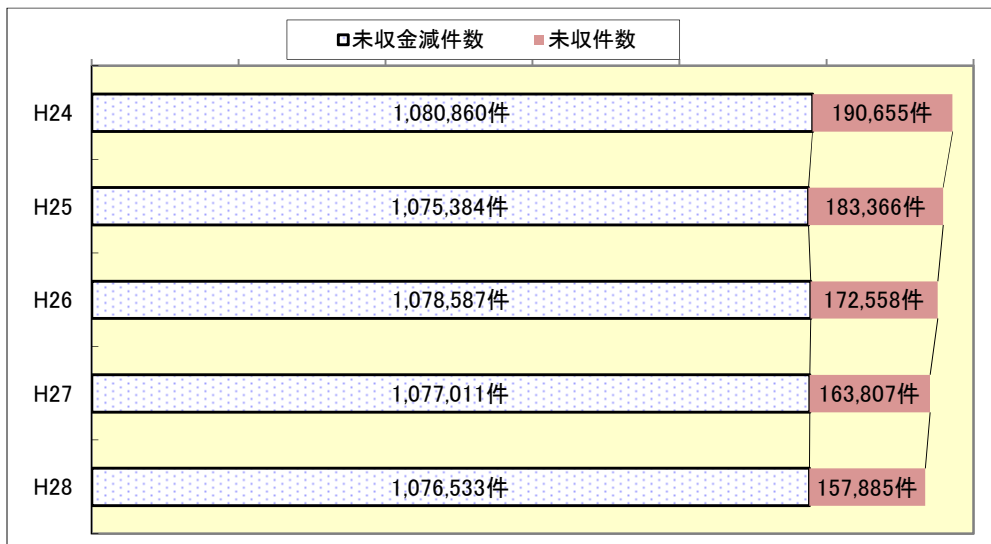 未収金減件数 未収件数
H24 1,080,860件 190,655件
H25 1,075,384件 183,366件
H26 1,078,587件 172,558件
H27 1,077,011件 163,807件
H28 1,076,533件 157,885件